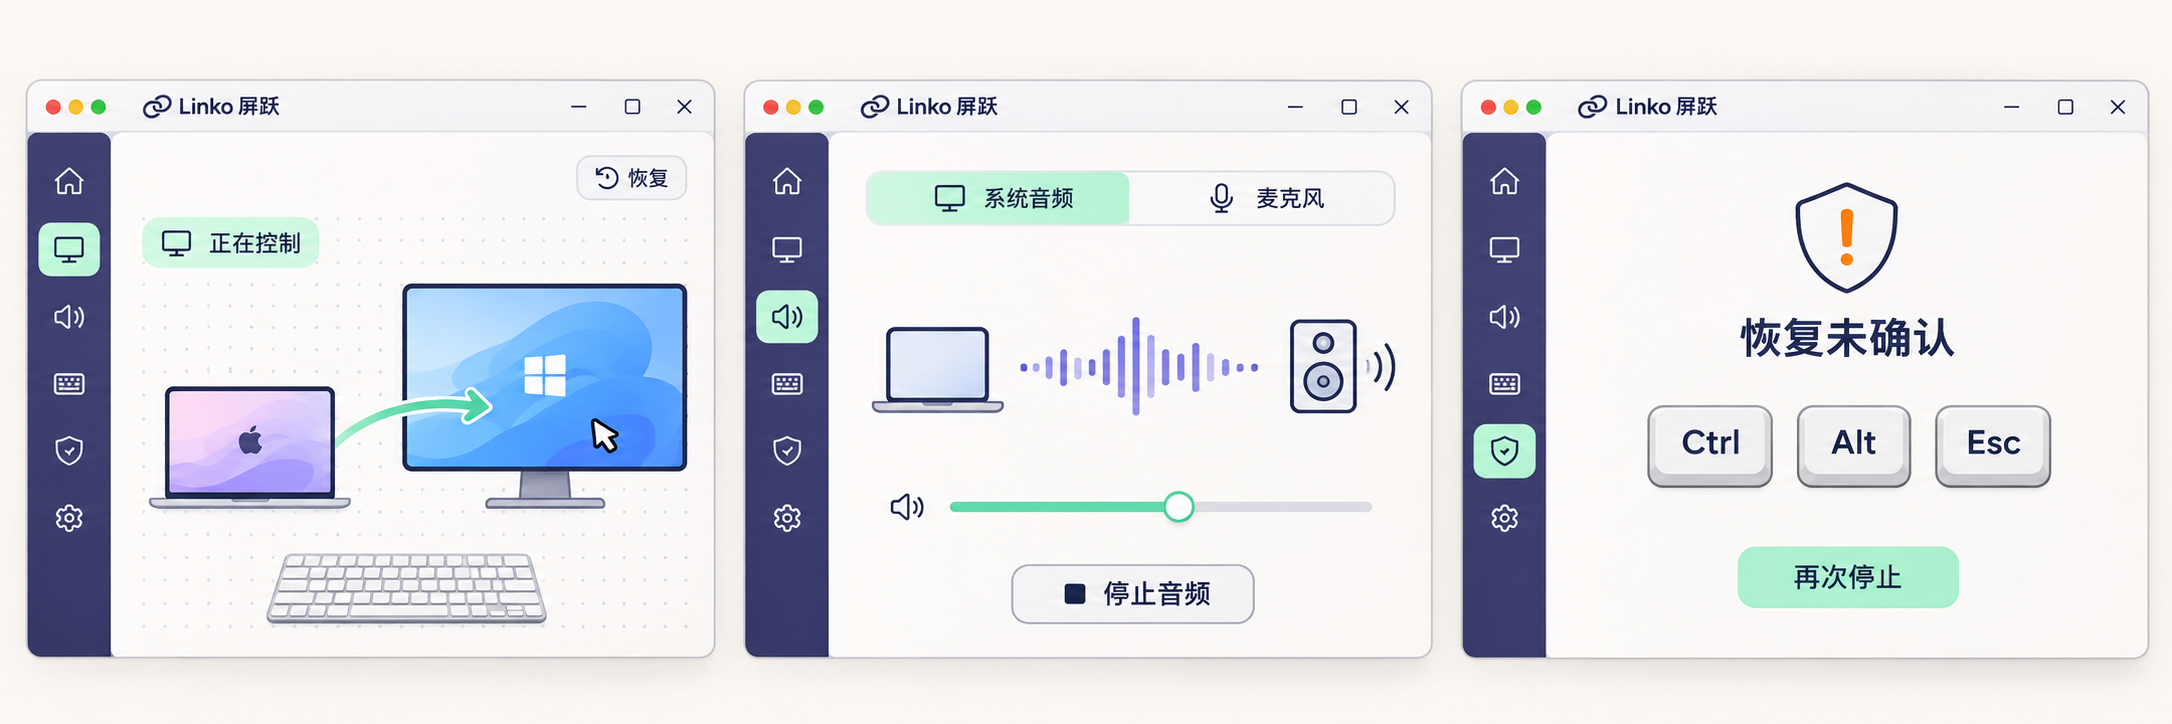 Linko 屏跃
恢复
正在控制
Linko 屏跃
系统音频 麦克风
停止音频
Linko 屏跃
恢复未确认
Ctrl Alt Esc
再次停止